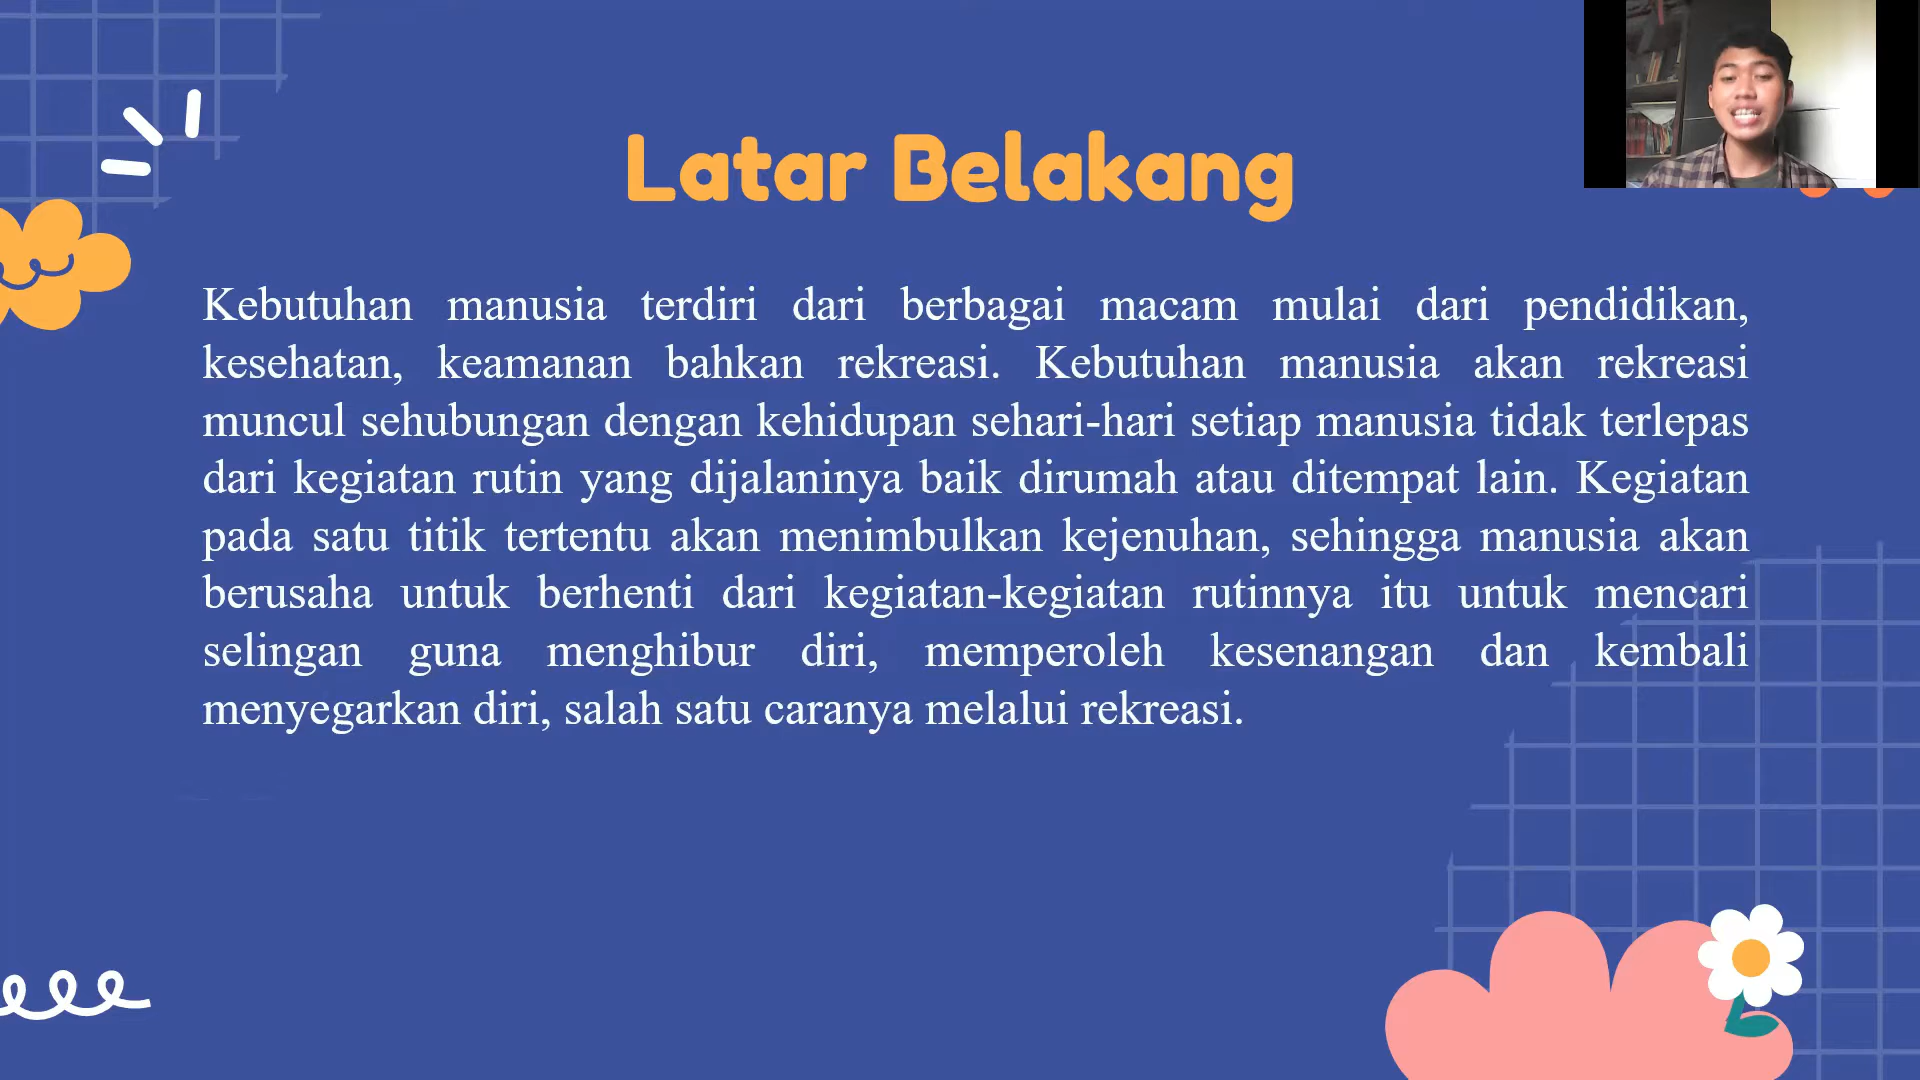 Latar Belakang
Kebutuhan manusia terdiri dari berbagai macam mulai dari pendidikan,
kesehatan, keamanan bahkan rekreasi. Kebutuhan manusia akan rekreasi
muncul sehubungan dengan kehidupan sehari-hari setiap manusia tidak terlepas
dari kegiatan rutin yang dijalaninya baik dirumah atau ditempat lain. Kegiatan
pada satu titik tertentu akan menimbulkan kejenuhan, sehingga manusia akan
berusaha untuk berhenti dari kegiatan-kegiatan rutinnya itu untuk mencari
selingan guna menghibur diri, memperoleh kesenangan dan kembali
menyegarkan diri, salah satu caranya melalui rekreasi.